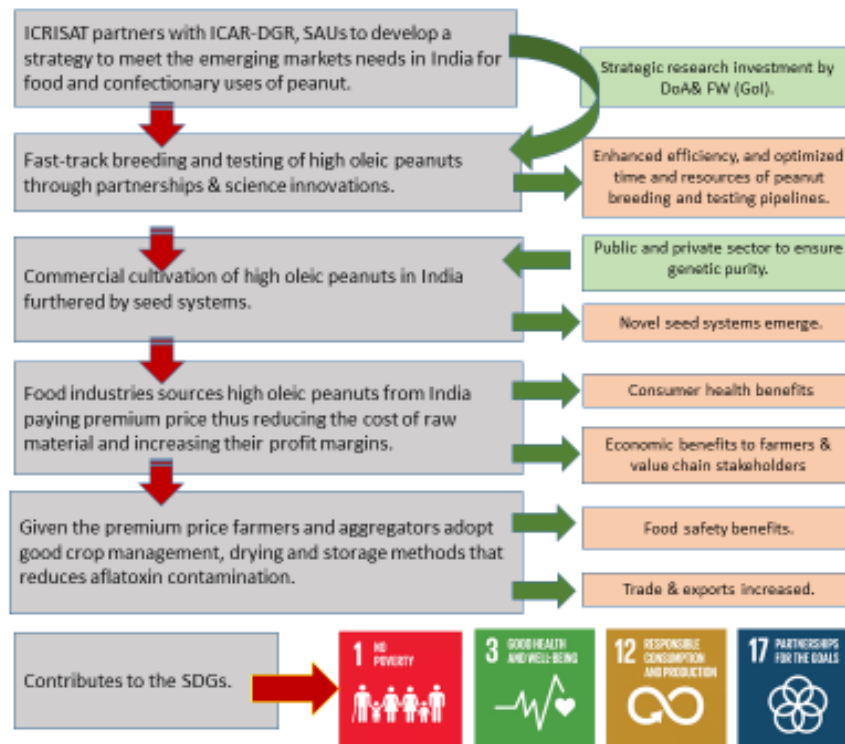 ICRISAT partners with ICAR-DGR, SAUs to develop a
strategy to meet the emerging markets needs in India for
food and confectionary uses of peanut.
Strategic research investment by
DoA& FW (GoI).
Fast-track breeding and testing of high oleic peanuts
through partnerships & science innovations.
Enhanced efficiency, and optimized
time and resources of peanut
breeding and testing pipelines.
Public and private sector to ensure
genetic purity.
Commercial cultivation of high oleic peanuts in India
furthered by seed systems.
Novel seed systems emerge.
Food industries sources high oleic peanuts from India
paying premium price thus reducing the cost of raw
material and increasing their profit margins.
Consumer health benefits
Economic benefits to farmers &
value chain stakeholders
Given the premium price farmers and aggregators adopt
good crop management, drying and storage methods that
reduces aflatoxin contamination.
Food safety benefits.
Trade & exports increased.
Contributes to the SDGs.
1 NO
POVERTY
3 GOOD HEALTH
AND WELL-BEING
12 RESPONSIBLE
CONSUMPTION
AND PRODUCTION
17 PARTNERSHIPS
FOR THE GOALS